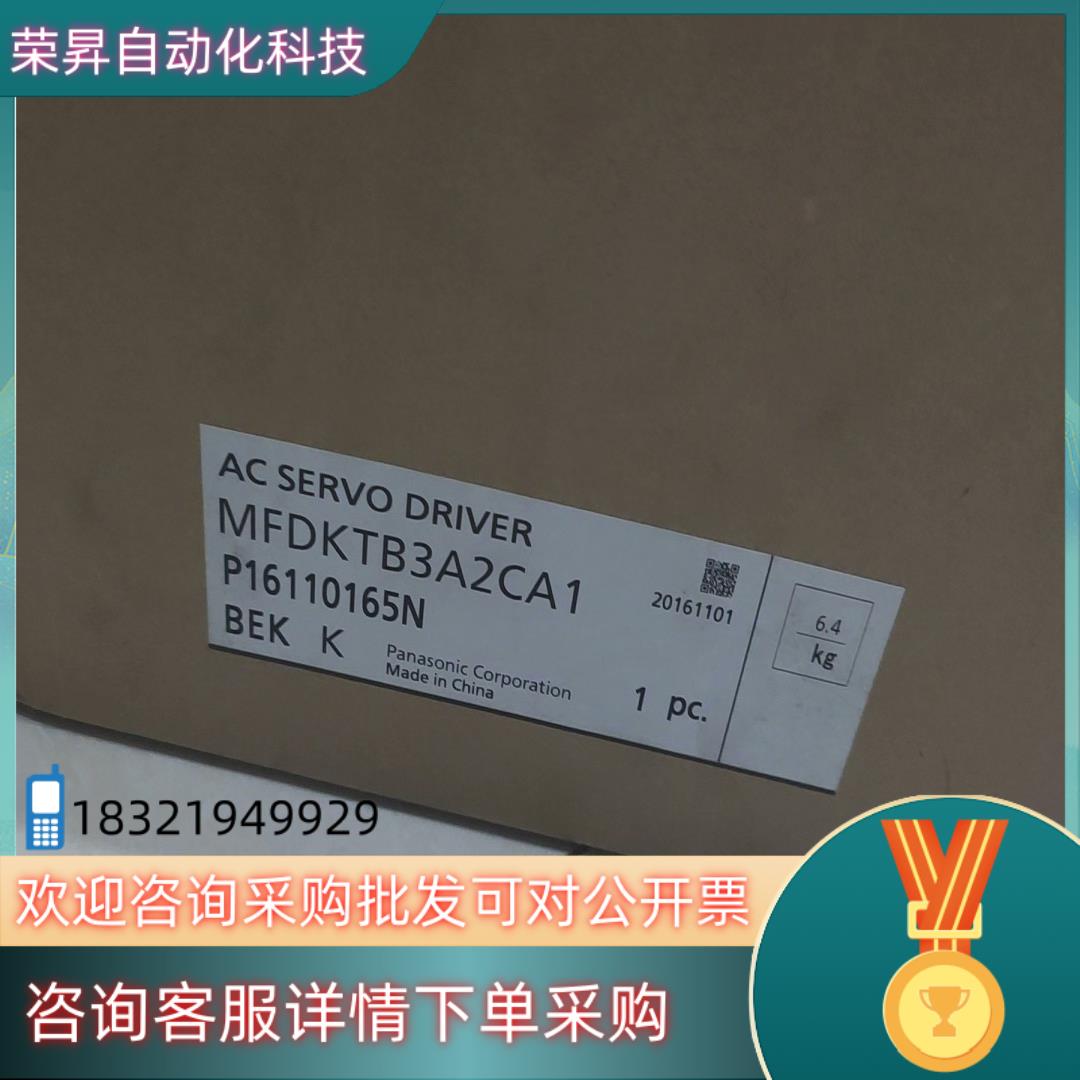 荣昇自动化科技
AC SERVO DRIVER
MFDKTB3A2CA1
P16110165N
20161101
BEK K
Panasonic Corporation
Made in China
1 pc.
6.4
kg
18321949929
欢迎咨询采购批发可对公开票
咨询客服详情下单采购